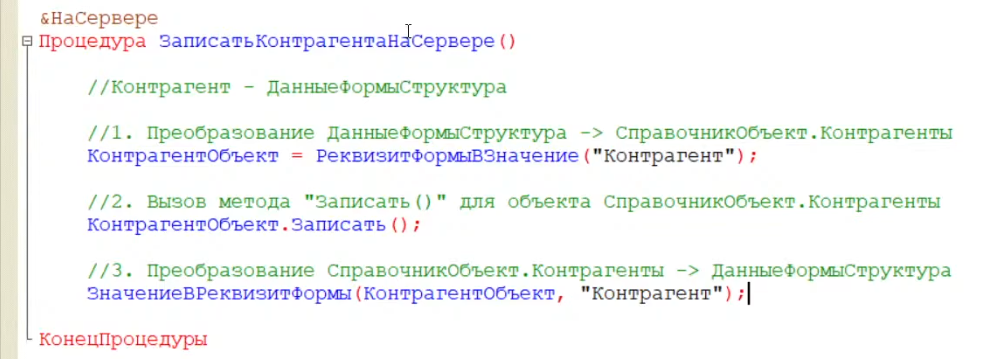 &НаСервере
Процедура ЗаписатьКонтрагентаНаСервере()
//Контрагент - ДанныеФормыСтруктура
//1. Преобразование ДанныеФормыСтруктура -> СправочникОбъект.Контрагенты
КонтрагентОбъект = РеквизитФормыВЗначение("Контрагент");
//2. Вызов метода "Записать()" для объекта СправочникОбъект.Контрагенты
КонтрагентОбъект.Записать();
//3. Преобразование СправочникОбъект.Контрагенты -> ДанныеФормыСтруктура
ЗначениеВРеквизитФормы(КонтрагентОбъект, "Контрагент");
КонецПроцедуры